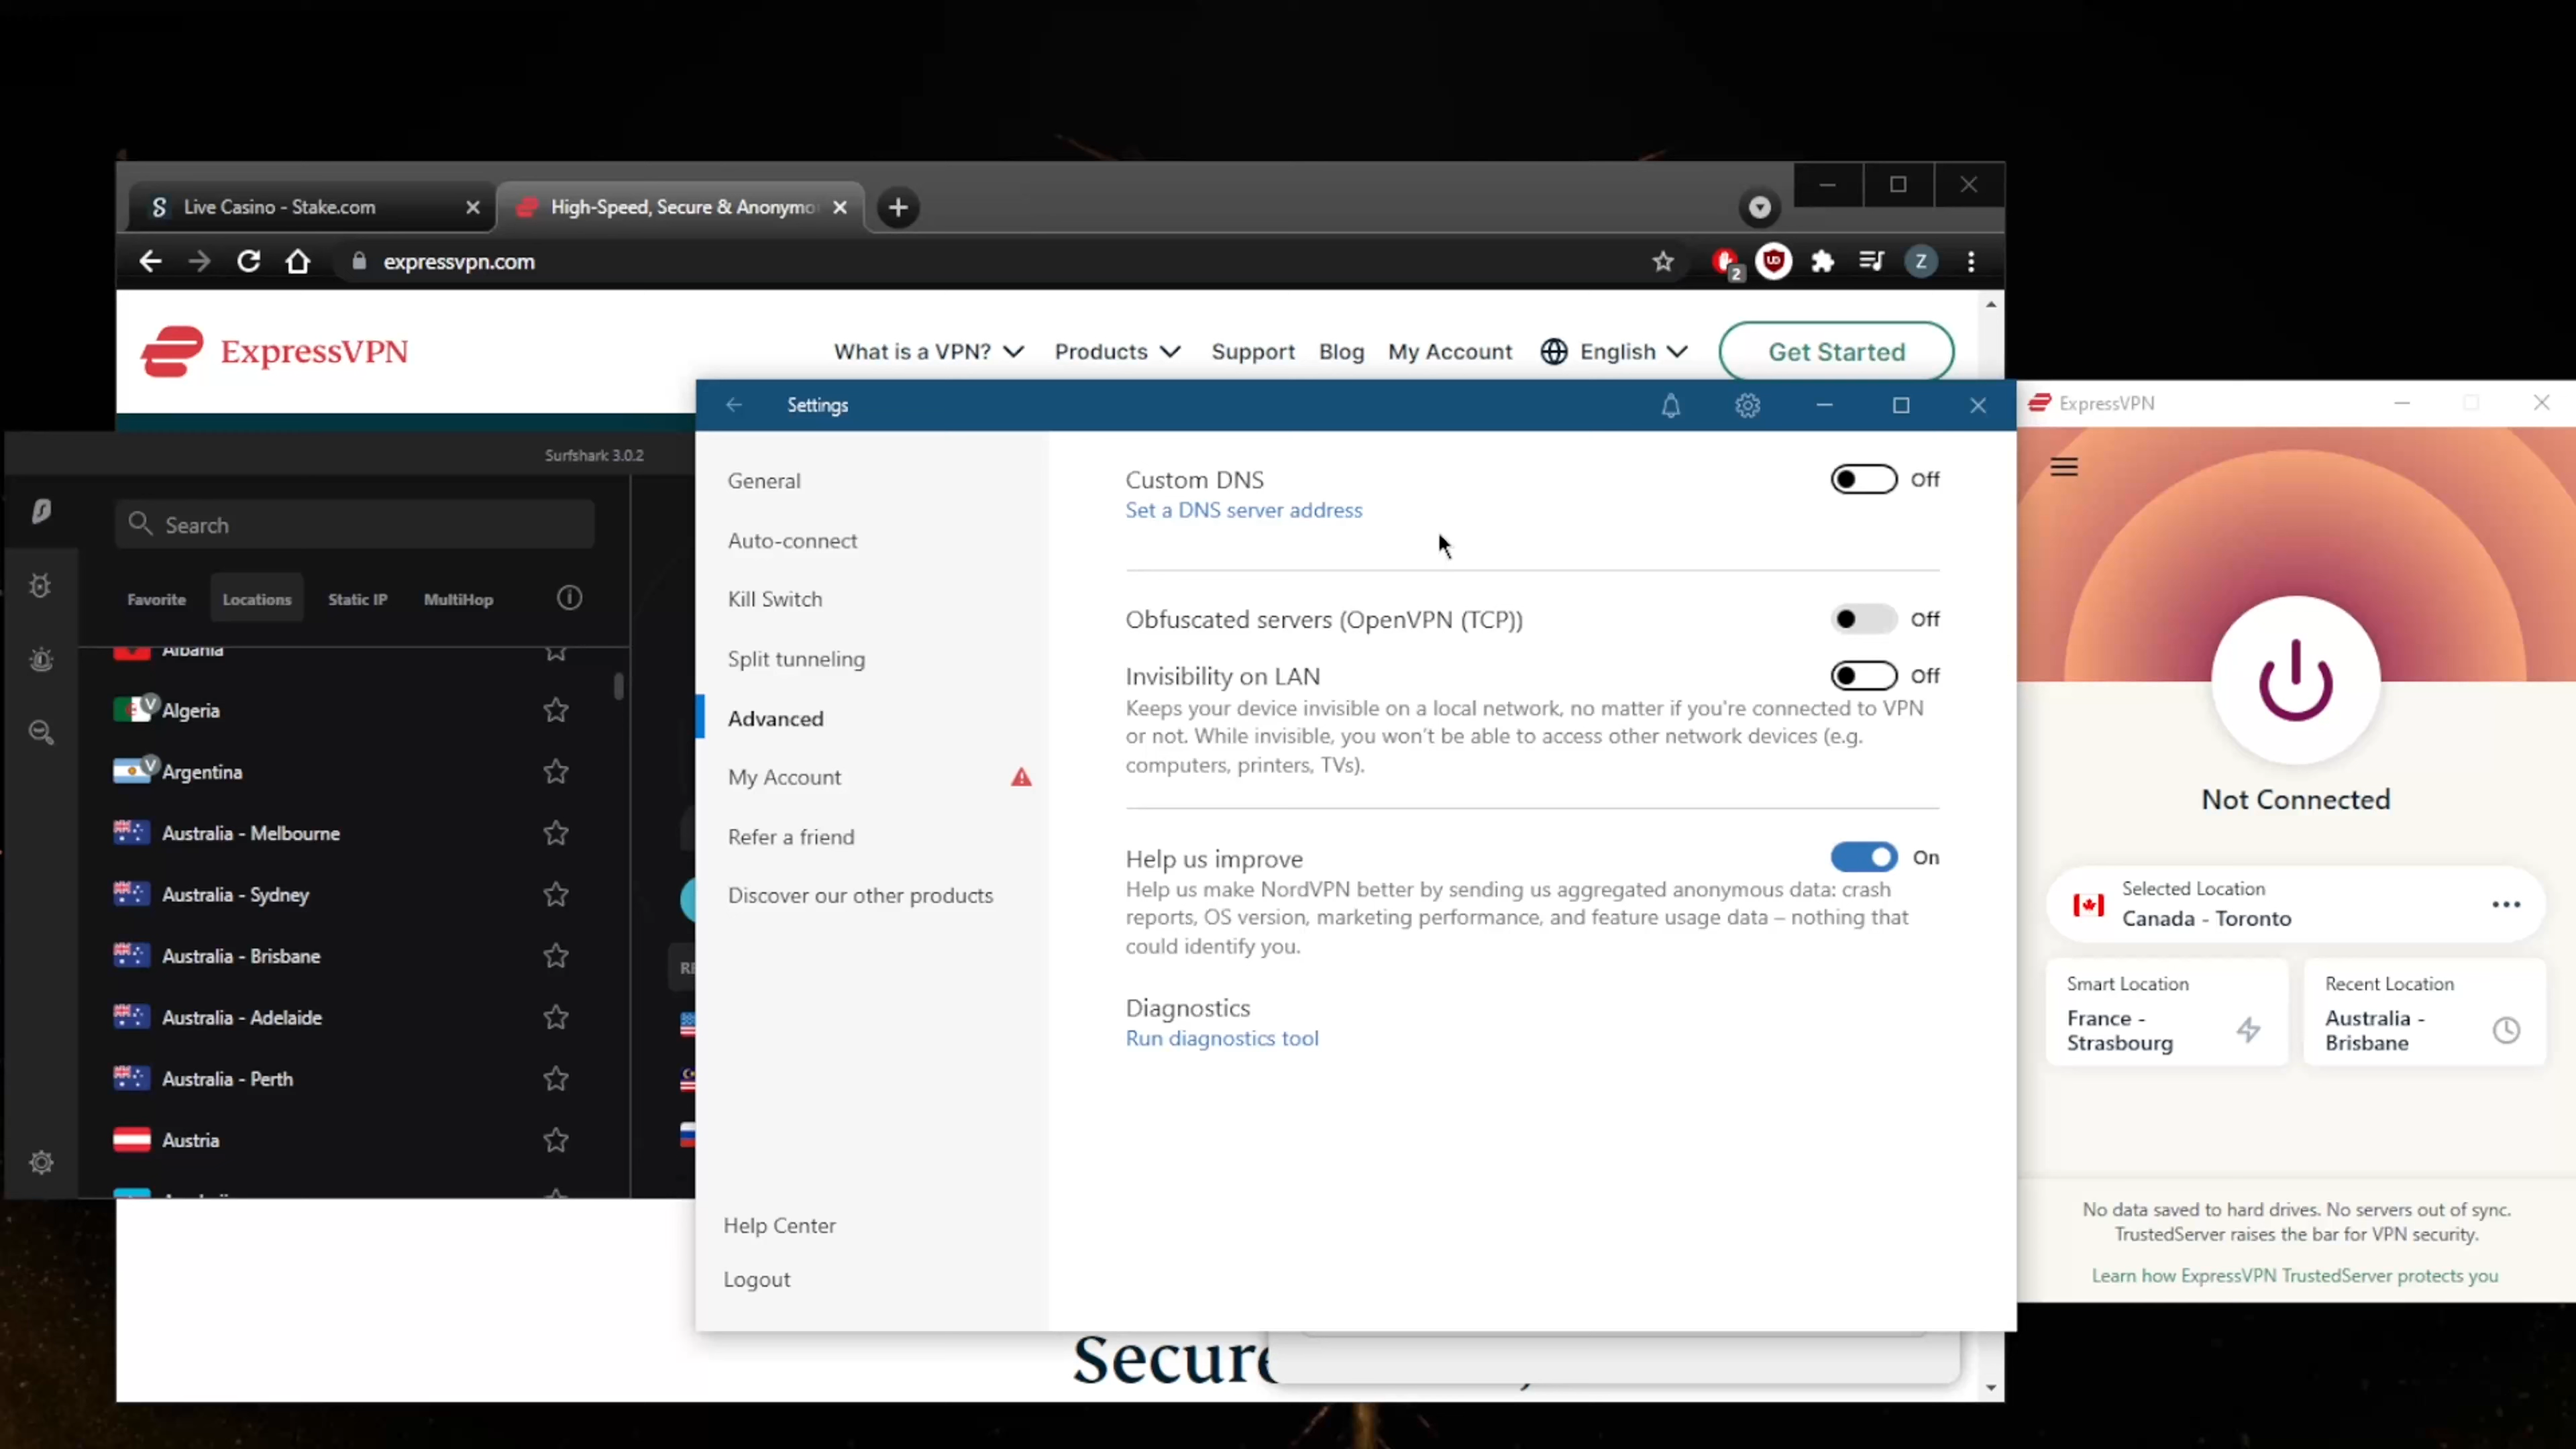 Live Casino - Stake.com
High-Speed, Secure & Anonymo
expressvpn.com
2
UD
Z
ExpressVPN
What is a VPN?
Products
Support
Blog
My Account
English
Get Started
Surfshark 3.0.2
Search
Favorite
Locations
Static IP
MultiHop
Albania
V
Algeria
V
Argentina
Australia - Melbourne
Australia - Sydney
Australia - Brisbane
Australia - Adelaide
Australia - Perth
Austria
Settings
General
Auto-connect
Kill Switch
Split tunneling
Advanced
My Account
Refer a friend
Discover our other products
Help Center
Logout
Custom DNS
Off
Set a DNS server address
Obfuscated servers (OpenVPN (TCP))
Off
Invisibility on LAN
Off
Keeps your device invisible on a local network, no matter if you're connected to VPN
or not. While invisible, you won't be able to access other network devices (e.g.
computers, printers, TVs).
Help us improve
On
Help us make NordVPN better by sending us aggregated anonymous data: crash
reports, OS version, marketing performance, and feature usage data – nothing that
could identify you.
Diagnostics
Run diagnostics tool
ExpressVPN
Not Connected
Selected Location
Canada - Toronto
Smart Location
France -
Strasbourg
Recent Location
Australia -
Brisbane
No data saved to hard drives. No servers out of sync.
TrustedServer raises the bar for VPN security.
Learn how ExpressVPN TrustedServer protects you
Secure